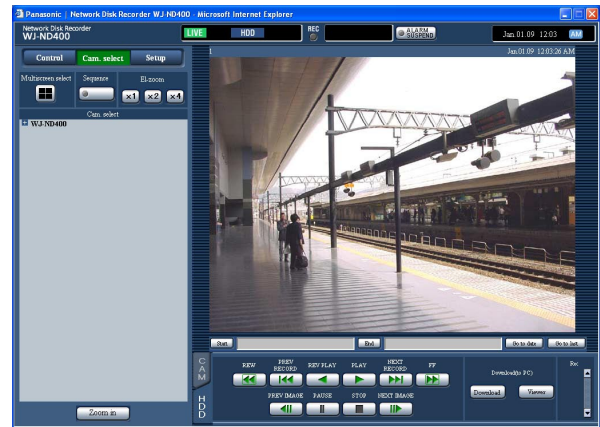 Panasonic | Network Disk Recorder WJ-ND400 - Microsoft Internet Explorer
Network Disk Recorder
WJ-ND400
LIVE HDD REC ALARM SUSPEND Jan.01.09 12:03 AM
Control Cam. select Setup
1 Jan.01.09 12:03:26 AM
Multiscreen select Sequence El-zoom
x1 x2 x4
Cam. select
WJ-ND400
Start End Go to date Go to last
CAM
REW PREV RECORD REV PLAY PLAY NEXT RECORD FF
Download(to PC)
Re:
Download Viewer
HDD
PREV IMAGE PAUSE STOP NEXT IMAGE
Zoom in